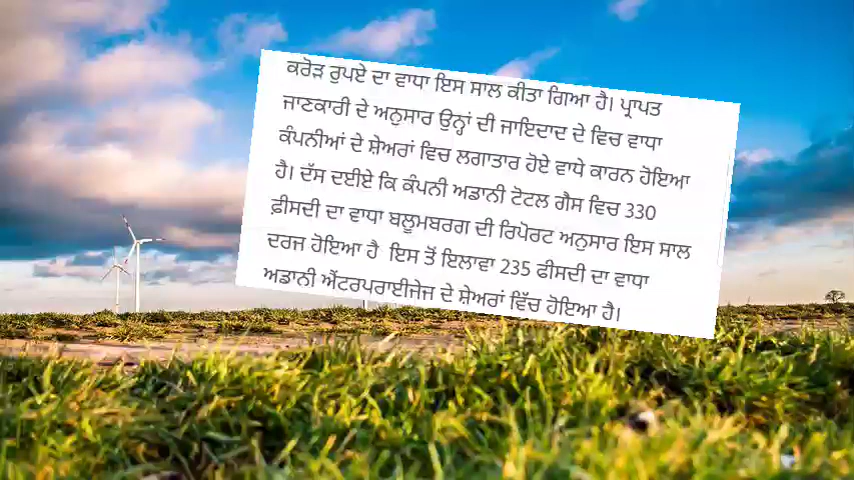 ਕਰੋੜ ਰੁਪਏ ਦਾ ਵਾਧਾ ਇਸ ਸਾਲ ਕੀਤਾ ਗਿਆ ਹੈ। ਪ੍ਰਾਪਤ
ਜਾਣਕਾਰੀ ਦੇ ਅਨੁਸਾਰ ਉਨ੍ਹਾਂ ਦੀ ਜਾਇਦਾਦ ਦੇ ਵਿਚ ਵਾਧਾ
ਕੰਪਨੀਆਂ ਦੇ ਸ਼ੇਅਰਾਂ ਵਿਚ ਲਗਾਤਾਰ ਹੋਏ ਵਾਧੇ ਕਾਰਨ ਹੋਇਆ
ਹੈ। ਦੱਸ ਦਈਏ ਕਿ ਕੰਪਨੀ ਅਡਾਨੀ ਟੋਟਲ ਗੈਸ ਵਿਚ 330
ਫ਼ੀਸਦੀ ਦਾ ਵਾਧਾ ਬਲੂਮਬਰਗ ਦੀ ਰਿਪੋਰਟ ਅਨੁਸਾਰ ਇਸ ਸਾਲ
ਦਰਜ ਹੋਇਆ ਹੈ ਇਸ ਤੋਂ ਇਲਾਵਾ 235 ਫੀਸਦੀ ਦਾ ਵਾਧਾ
ਅਡਾਨੀ ਐਂਟਰਪਰਾਈਜੇਜ ਦੇ ਸ਼ੇਅਰਾਂ ਵਿੱਚ ਹੋਇਆ ਹੈ।